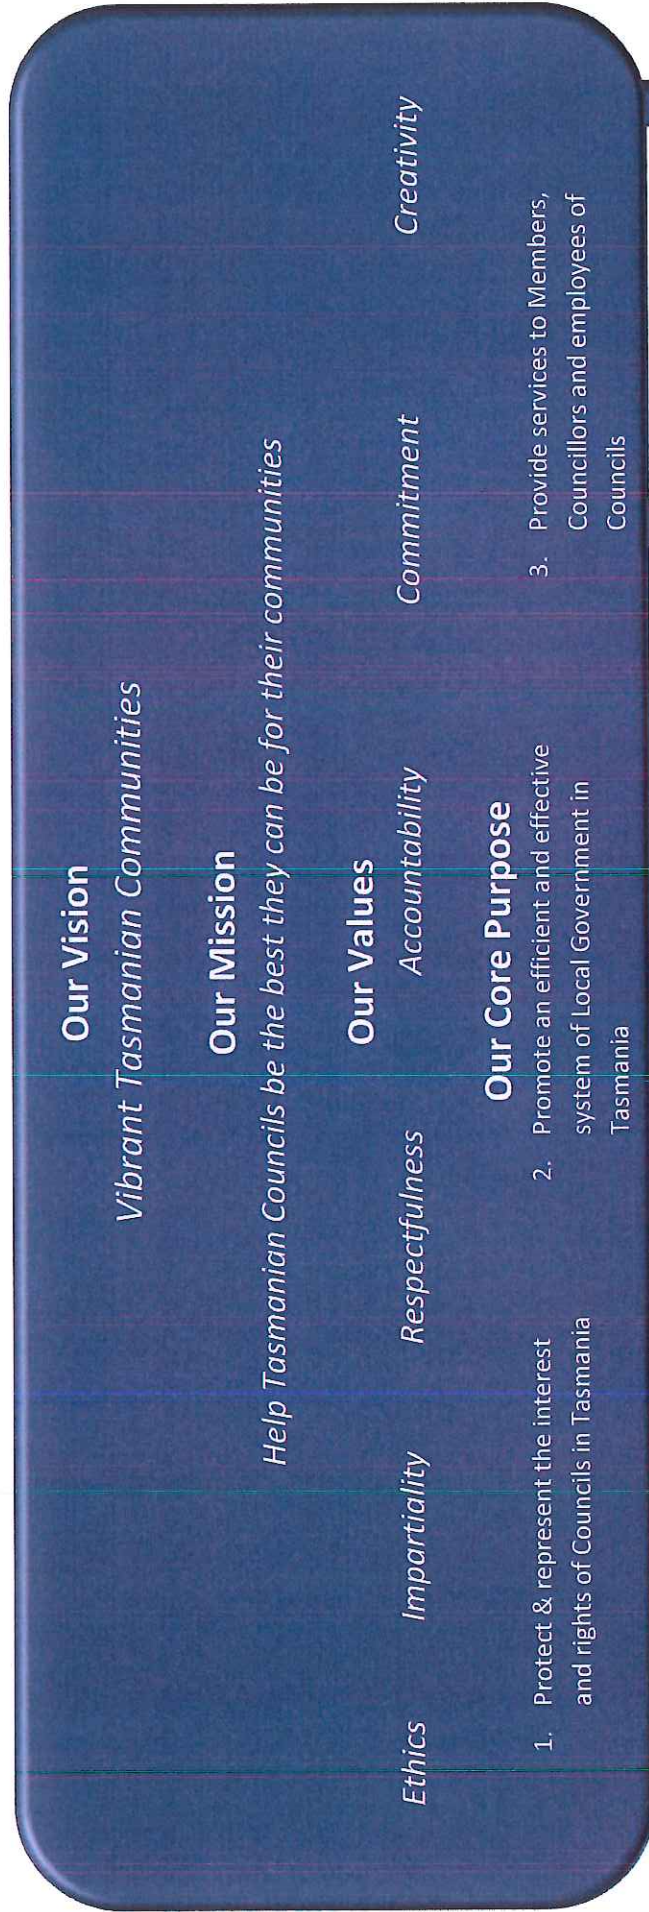 Our Vision
Vibrant Tasmanian Communities
Our Mission
Help Tasmanian Councils be the best they can be for their communities
Our Values
Ethics Impartiality Respectfulness Accountability Commitment Creativity
Our Core Purpose
1. Protect & represent the interest
and rights of Councils in Tasmania
2. Promote an efficient and effective
system of Local Government in
Tasmania
3. Provide services to Members,
Councillors and employees of
Councils